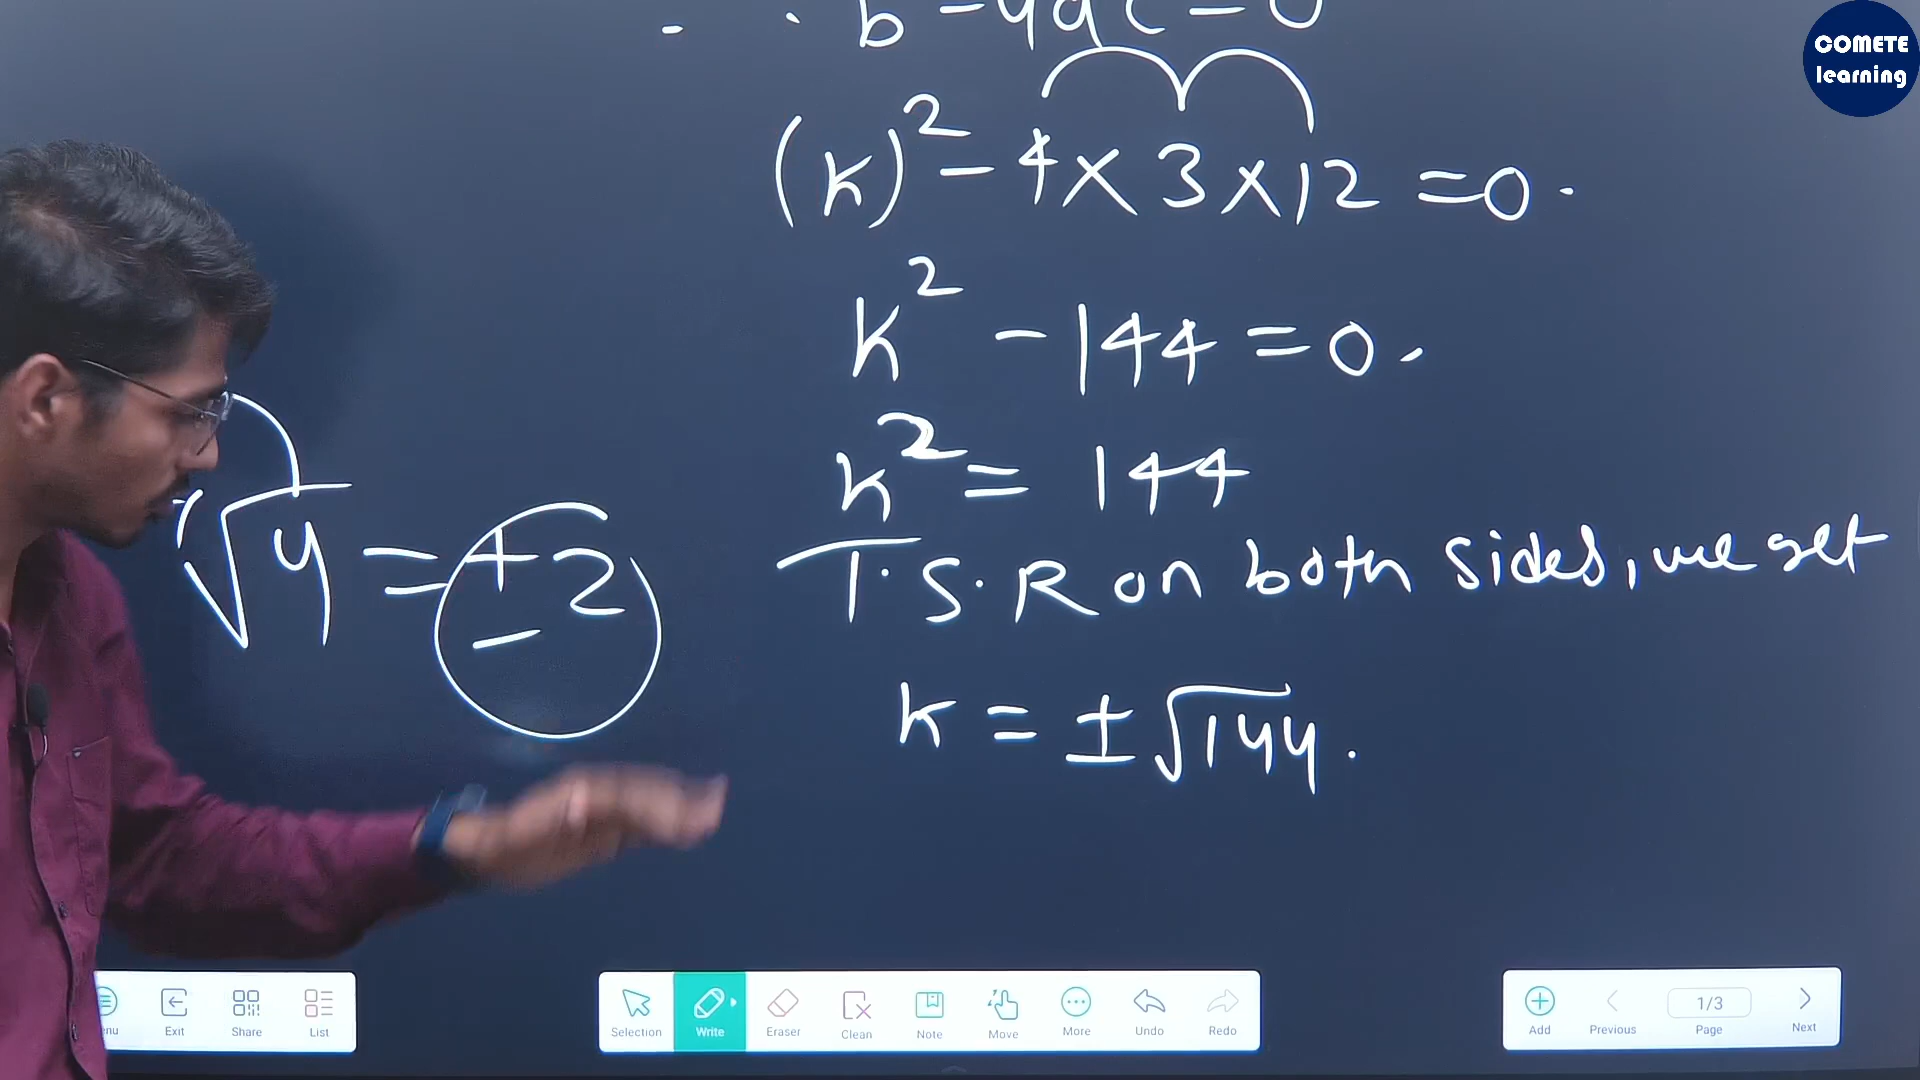 b - 4ac = 0
COMETE
learning
(k)² - 4 × 3 × 12 = 0.
k² - 144 = 0.
k² = 144
√4 = ± 2
T.S.R on both sides, we get
k = ± √144.
Exit
Share
List
Selection
Write
Eraser
Clean
Note
Move
More
Undo
Redo
Add
Previous
1/3
Page
Next